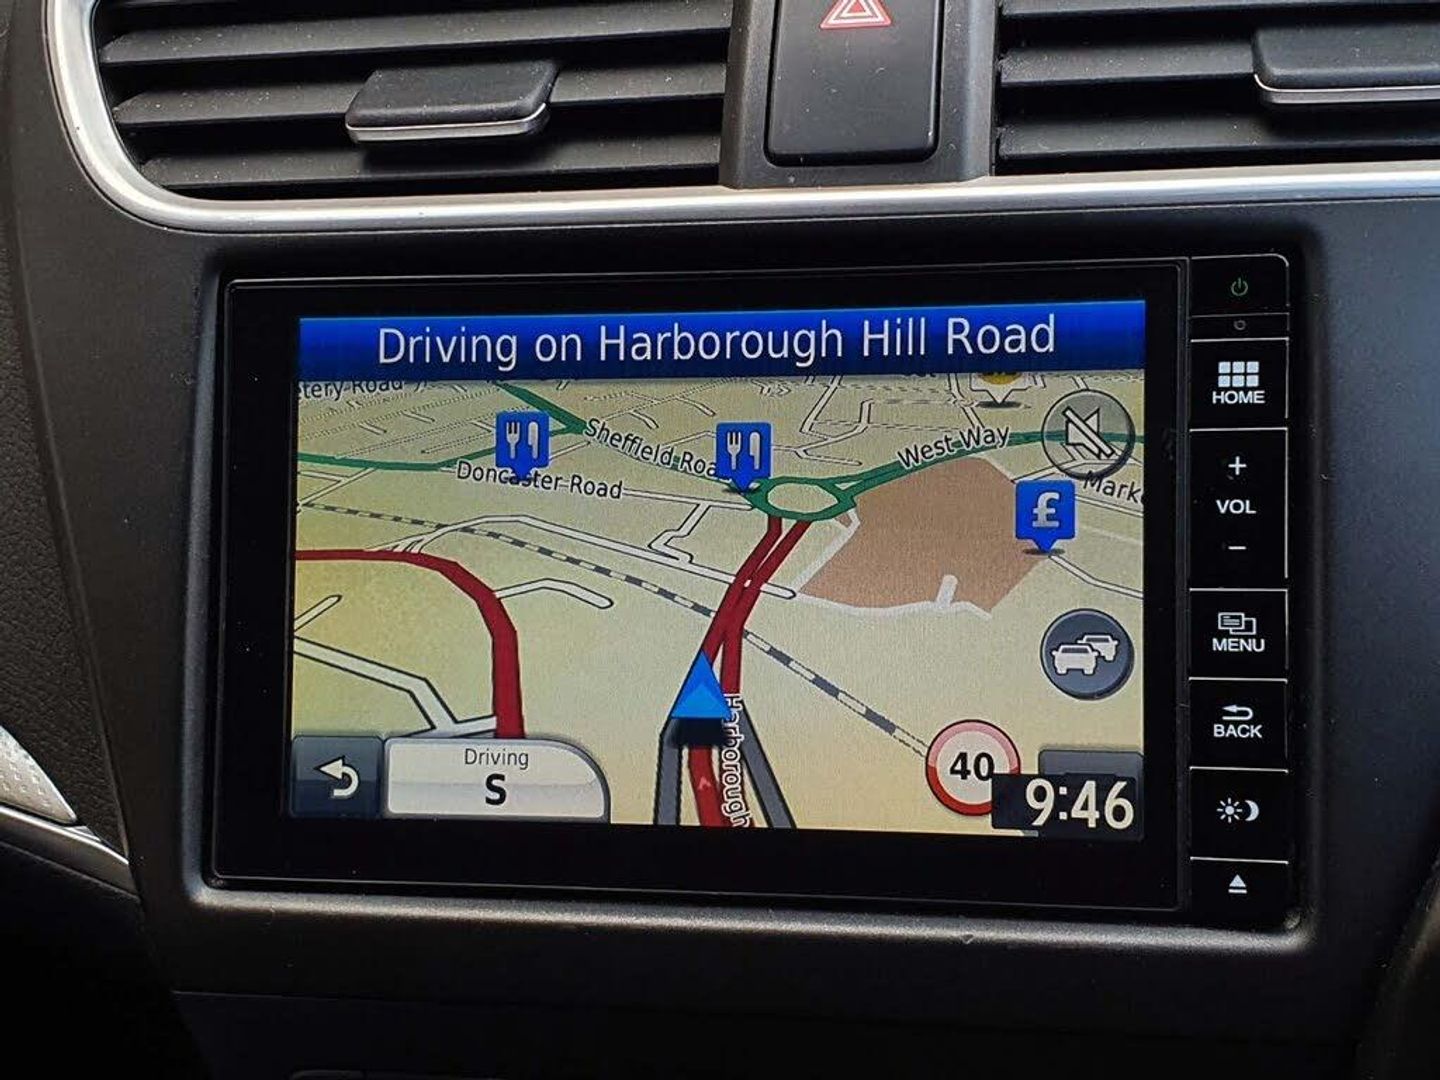 Driving on Harborough Hill Road
Sheffield Roa
West Way
Doncaster Road
£
HOME
+
VOL
−
MENU
BACK
Harborough
Driving
S
40
9:46